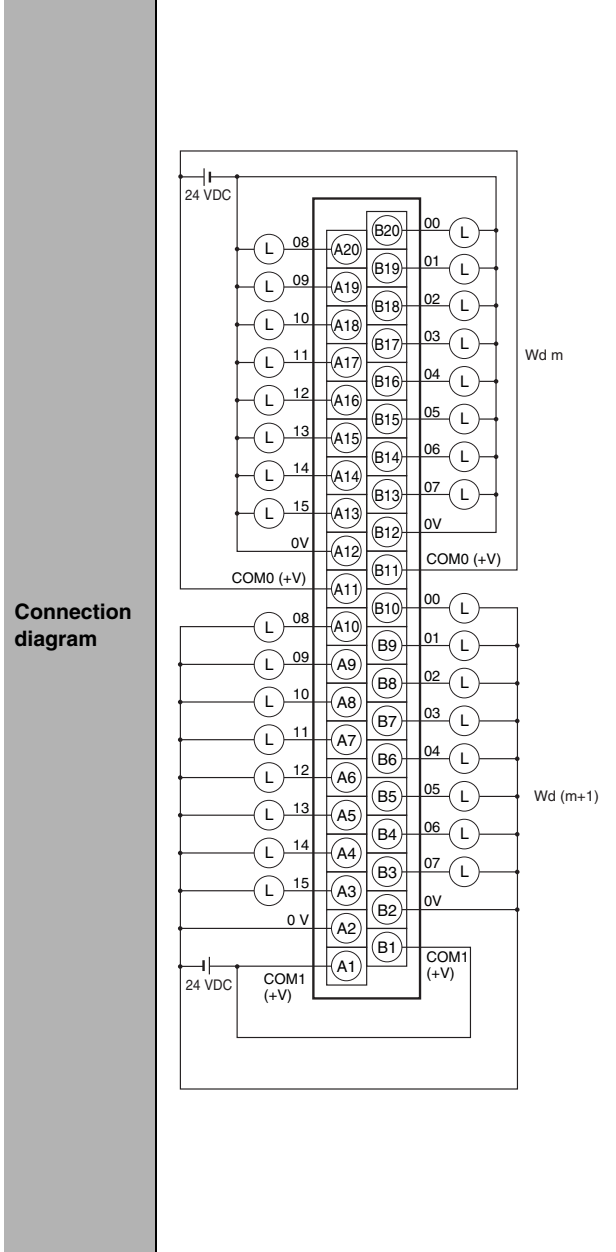 Connection
diagram
24 VDC
B20 00 L
L 08 A20
B19 01 L
L 09 A19
B18 02 L
L 10 A18
B17 03 L
Wd m
L 11 A17
B16 04 L
L 12 A16
B15 05 L
L 13 A15
B14 06 L
L 14 A14
B13 07 L
L 15 A13
B12 0V
0V A12
B11 COM0 (+V)
COM0 (+V) A11
B10 00 L
L 08 A10
B9 01 L
L 09 A9
B8 02 L
L 10 A8
B7 03 L
L 11 A7
B6 04 L
L 12 A6
B5 05 L
Wd (m+1)
L 13 A5
B4 06 L
L 14 A4
B3 07 L
L 15 A3
B2 0V
0 V A2
B1 COM1
(+V)
24 VDC
COM1
(+V)
A1